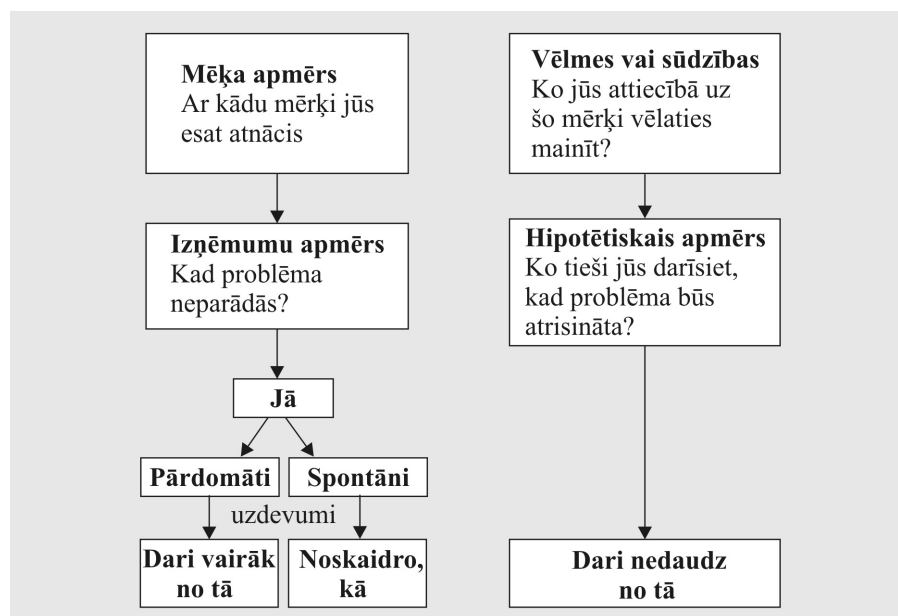 Mēķa apmērs
Ar kādu mērķi jūs
esat atnācis
Vēlmes vai sūdzības
Ko jūs attiecībā uz
šo mērķi vēlaties
mainīt?
Izņēmumu apmērs
Kad problēma
neparādās?
Hipotētiskais apmērs
Ko tieši jūs darīsiet,
kad problēma būs
atrisināta?
Jā
Pārdomāti
Spontāni
uzdevumi
Dari vairāk
no tā
Noskaidro,
kā
Dari nedaudz
no tā